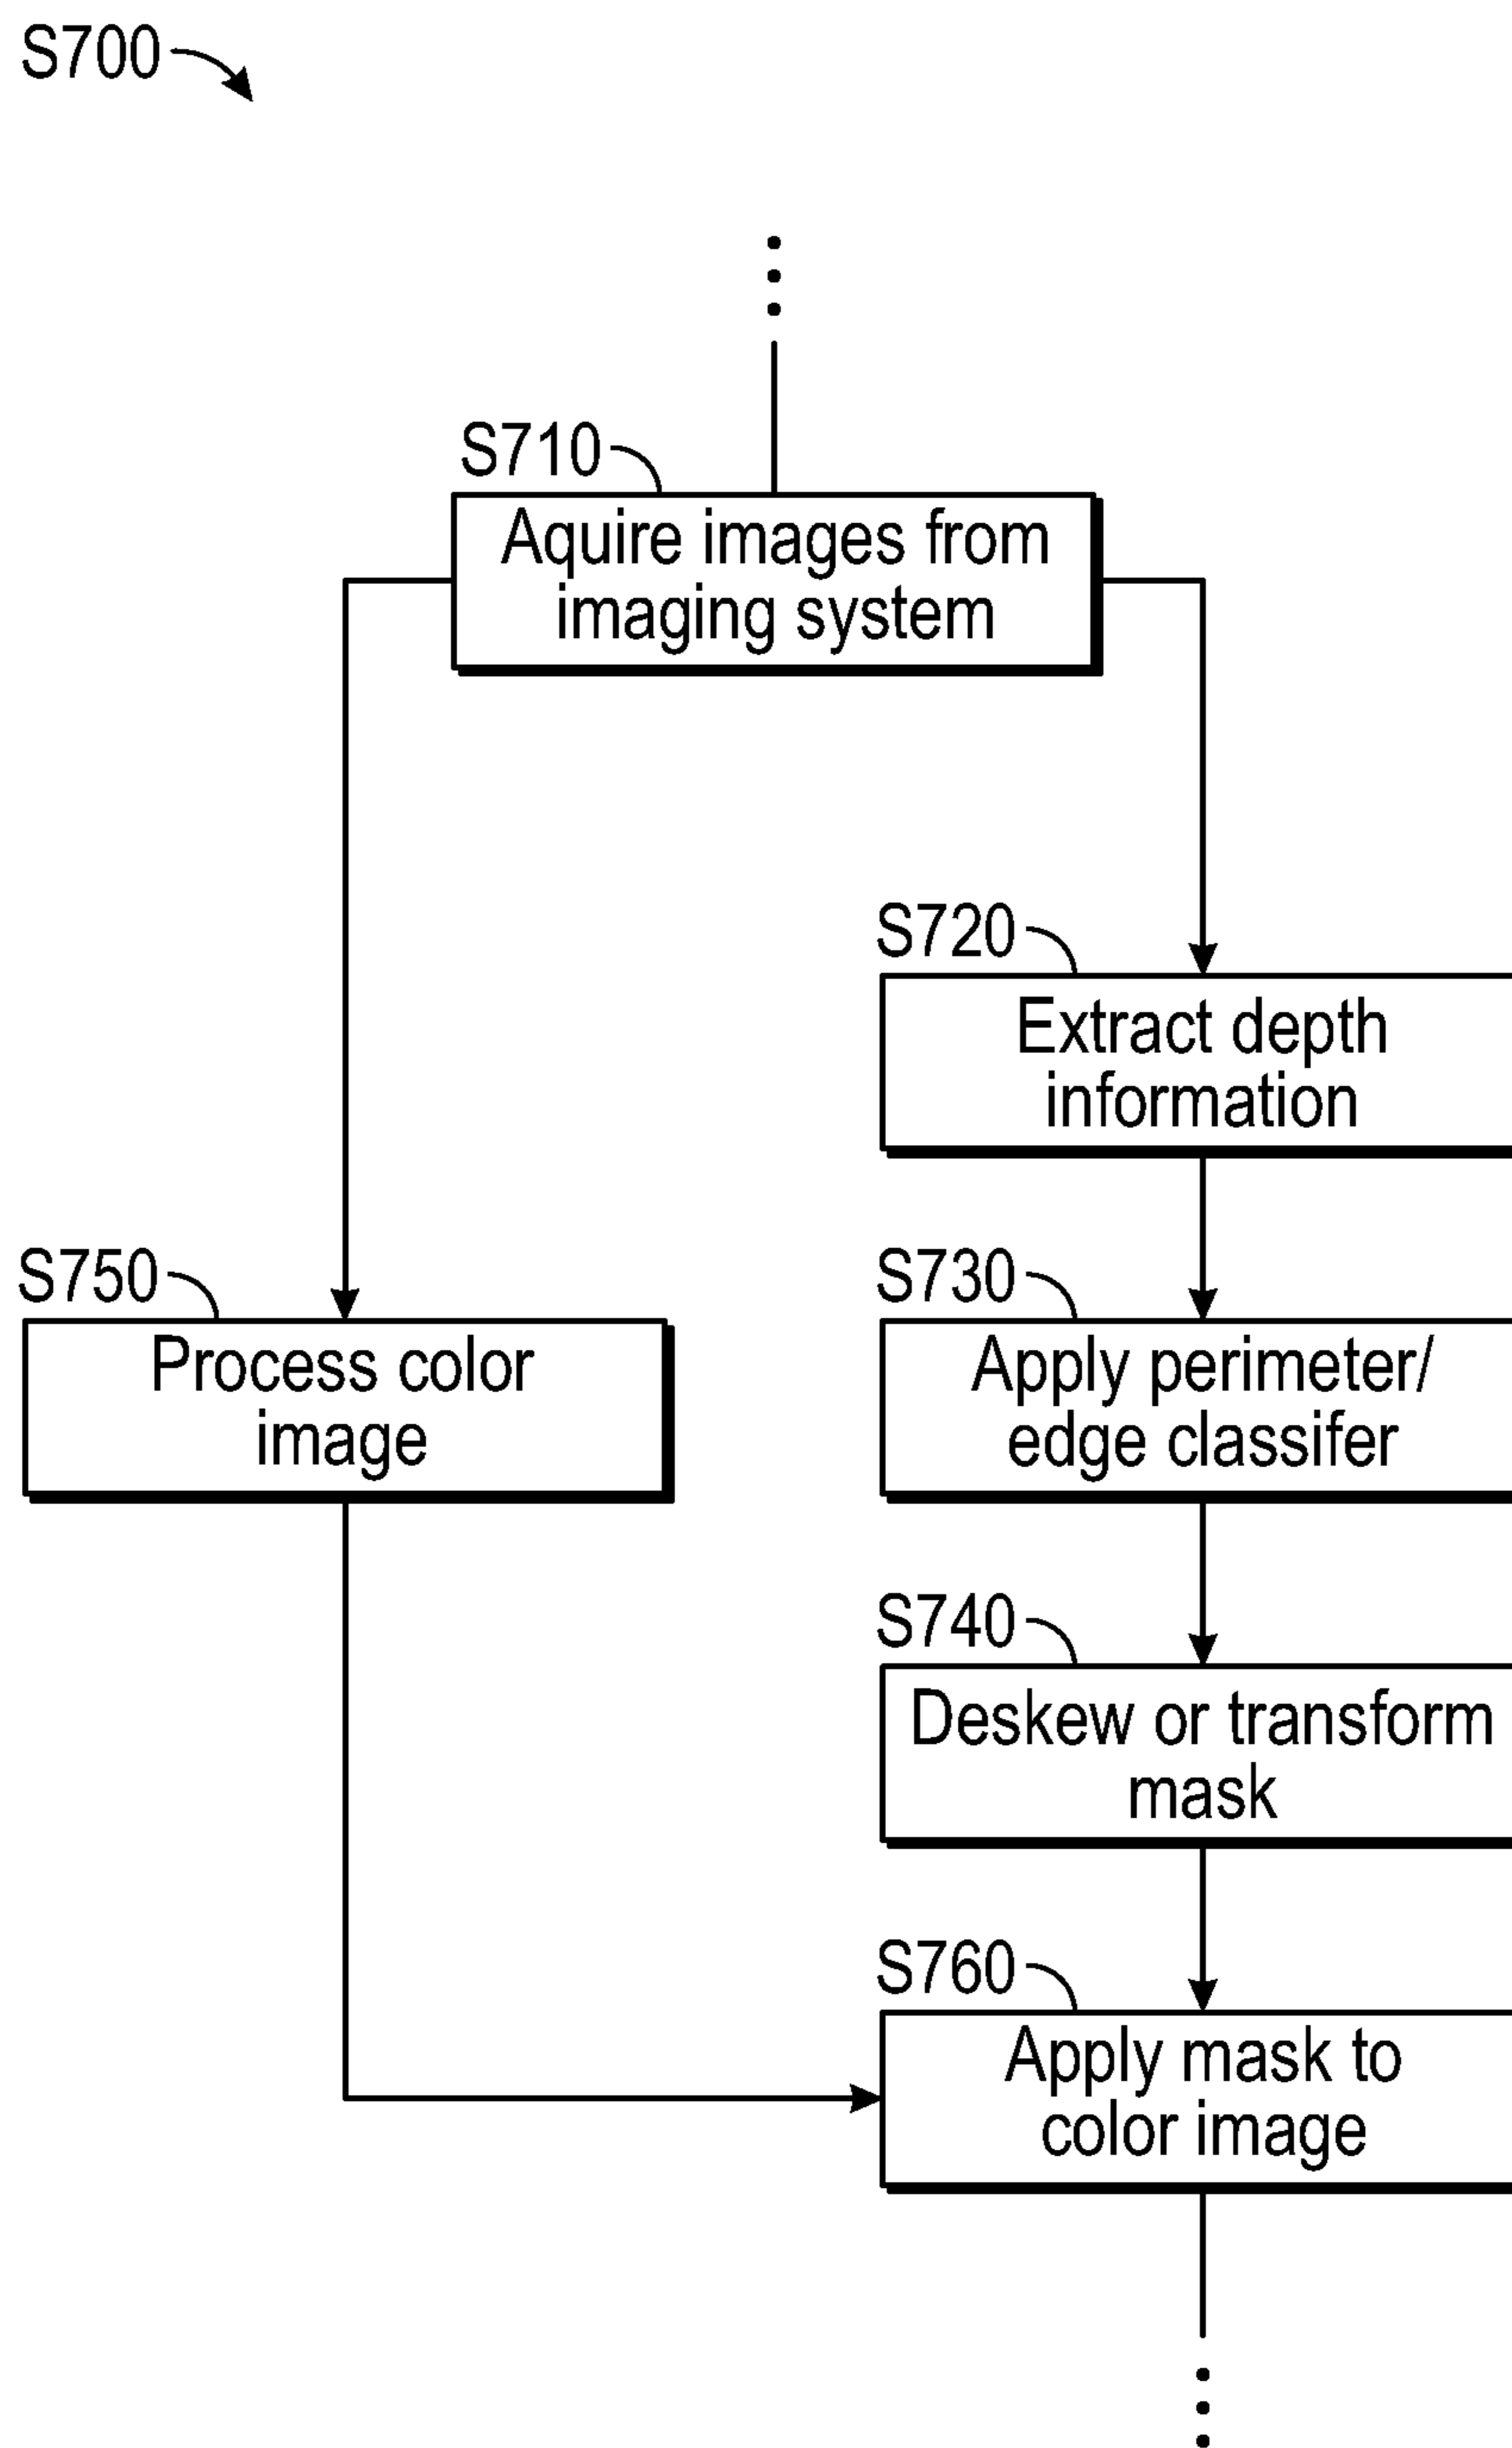 S700
S710
Aquire images from
imaging system
S720
Extract depth
information
S750
Process color
image
S730
Apply perimeter/
edge classifer
S740
Deskew or transform
mask
S760
Apply mask to
color image